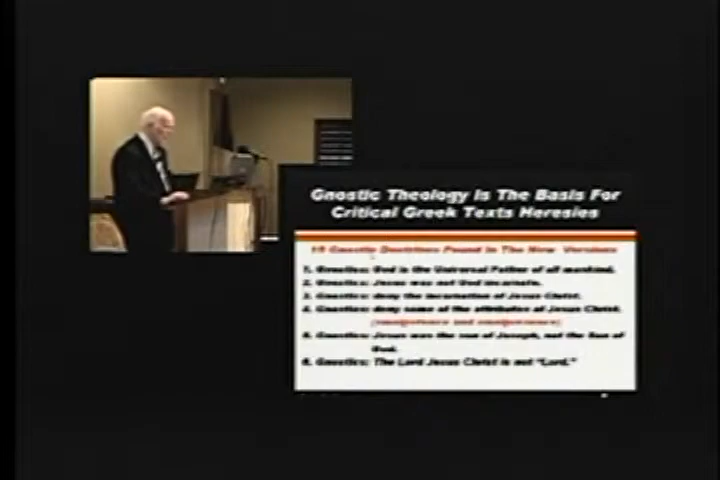 Gnostic Theology Is The Basis For
Critical Greek Texts Heresies
Gnostic Doctrines Found In The New Versions
1. Gnostics: God is the Universal Father of all mankind.
2. Gnostics: Jesus was not God incarnate.
3. Gnostics: deny the incarnation of Jesus Christ.
4. Gnostics: deny some of the attributes of Jesus Christ.
5. Gnostics: Jesus was the son of Joseph, not the Son of
God.
6. Gnostics: The Lord Jesus Christ is not "Lord."